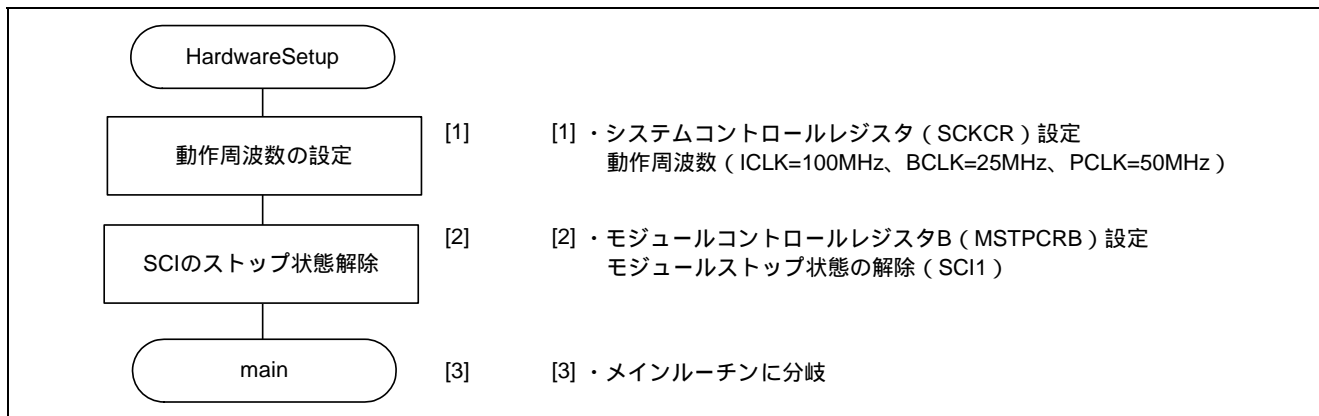 HardwareSetup
動作周波数の設定
[1]
[1] ・システムコントロールレジスタ（SCKCR）設定
動作周波数（ICLK=100MHz、BCLK=25MHz、PCLK=50MHz）
SCIのストップ状態解除
[2]
[2] ・モジュールコントロールレジスタB（MSTPCRB）設定
モジュールストップ状態の解除（SCI1）
main
[3]
[3] ・メインルーチンに分岐